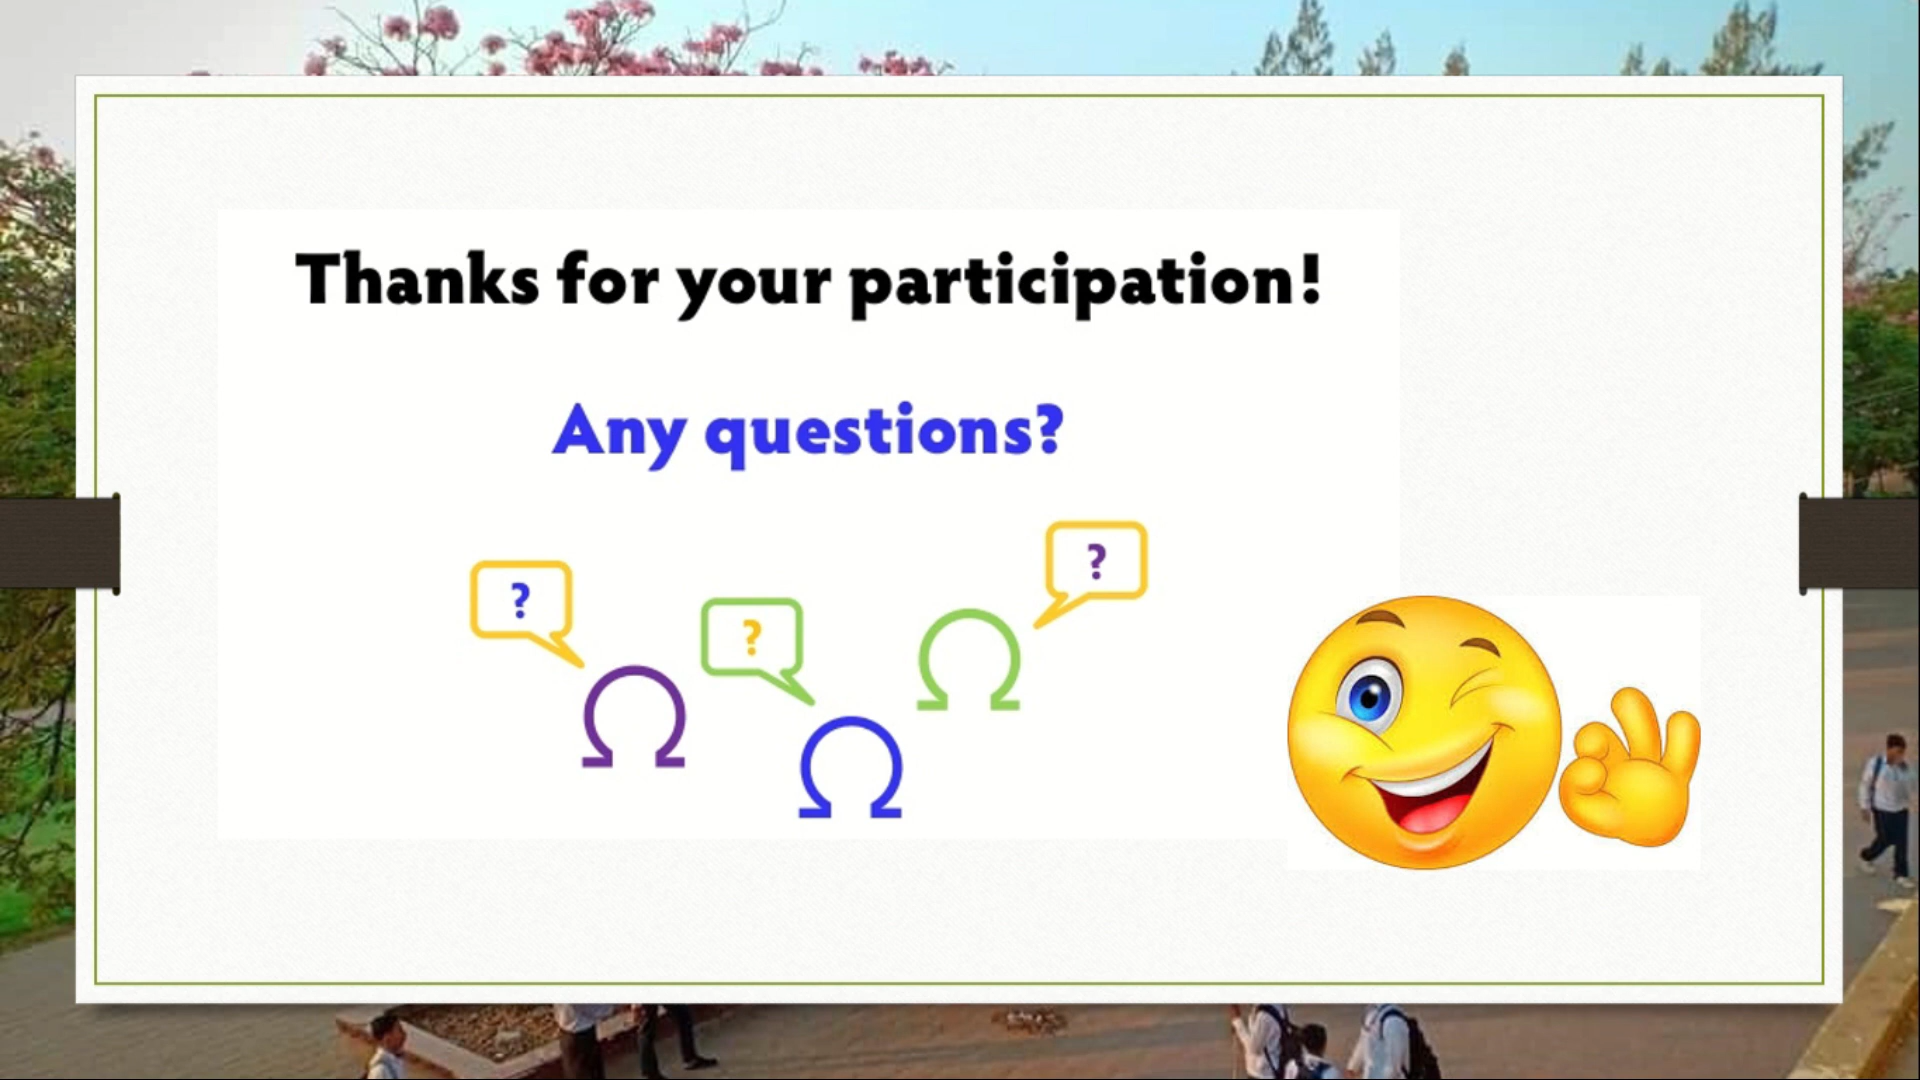 Thanks for your participation!
Any questions?
?
?
?
Ω
Ω
Ω